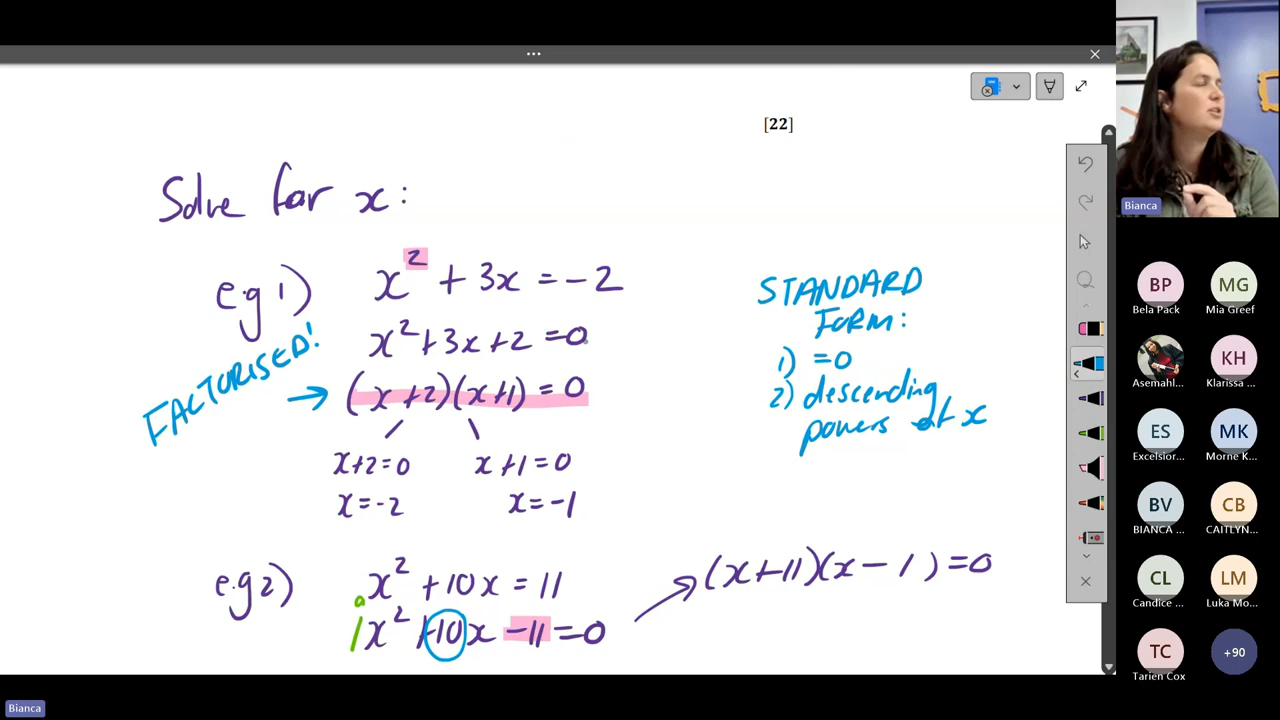 [22]
Solve for x:
e.g 1) x² + 3x = -2
x² + 3x + 2 = 0
FACTORISED! → (x+2)(x+1) = 0
x+2=0 x+1=0
x=-2 x=-1
STANDARD
FORM:
1) =0
2) descending
powers of x
e.g 2) x² + 10x = 11
1x² + 10x - 11 = 0
(x+11)(x-1) = 0
Bianca
BP MG
Bela Pack Mia Greef
KH
Asemahl... Klarissa ...
ES MK
Excelsior... Morne K...
BV CB
BIANCA ... CAITLYN...
CL LM
Candice ... Luka Mo...
TC +90
Tarien Cox
Bianca